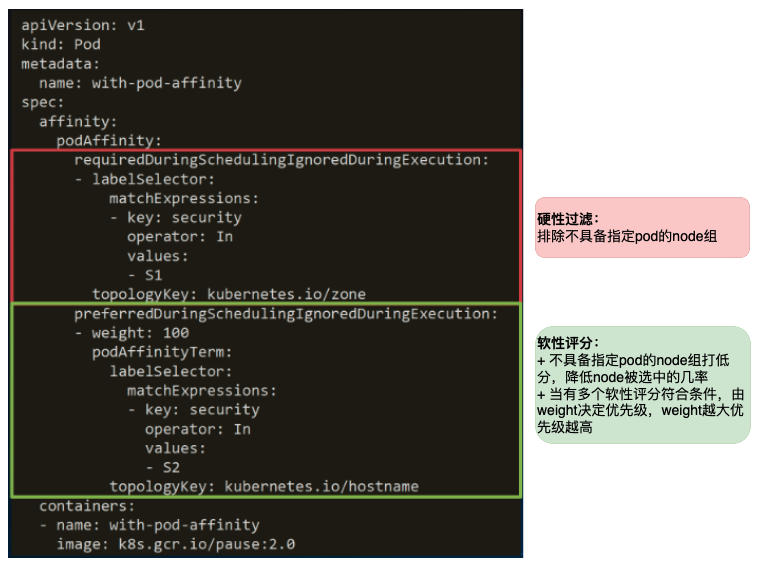 apiVersion: v1
kind: Pod
metadata:
  name: with-pod-affinity
spec:
  affinity:
    podAffinity:
      requiredDuringSchedulingIgnoredDuringExecution:
      - labelSelector:
          matchExpressions:
          - key: security
            operator: In
            values:
            - S1
        topologyKey: kubernetes.io/zone
      preferredDuringSchedulingIgnoredDuringExecution:
      - weight: 100
        podAffinityTerm:
          labelSelector:
            matchExpressions:
            - key: security
              operator: In
              values:
              - S2
          topologyKey: kubernetes.io/hostname
  containers:
  - name: with-pod-affinity
    image: k8s.gcr.io/pause:2.0
硬性过滤：
排除不具备指定pod的node组
软性评分：
+ 不具备指定pod的node组打低
分，降低node被选中的几率
+ 当有多个软性评分符合条件，由
weight决定优先级，weight越大优
先级越高